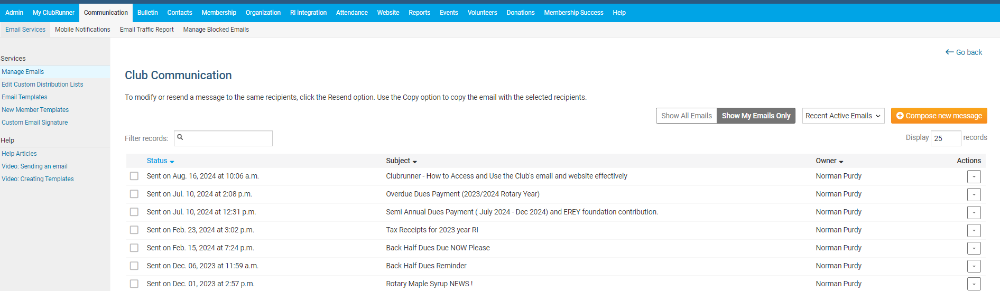 Admin My ClubRunner Communication Bulletin Contacts Membership Organization RI integration Attendance Website Reports Events Volunteers Donations Membership Success Help
Email Services Mobile Notifications Email Traffic Report Manage Blocked Emails
Services
Manage Emails
Edit Custom Distribution Lists
Email Templates
New Member Templates
Custom Email Signature
Help
Help Articles
Video: Sending an email
Video: Creating Templates
Go back
Club Communication
To modify or resend a message to the same recipients, click the Resend option. Use the Copy option to copy the email with the selected recipients.
Show All Emails Show My Emails Only Recent Active Emails Compose new message
Filter records: Display 25 records
Status Subject Owner Actions
Sent on Aug. 16, 2024 at 10:06 a.m. Clubrunner - How to Access and Use the Club's email and website effectively Norman Purdy
Sent on Jul. 10, 2024 at 2:08 p.m. Overdue Dues Payment (2023/2024 Rotary Year) Norman Purdy
Sent on Jul. 10, 2024 at 12:31 p.m. Semi Annual Dues Payment ( July 2024 - Dec 2024) and EREY foundation contribution. Norman Purdy
Sent on Feb. 23, 2024 at 3:02 p.m. Tax Receipts for 2023 year RI Norman Purdy
Sent on Feb. 15, 2024 at 7:24 p.m. Back Half Dues Due NOW Please Norman Purdy
Sent on Dec. 06, 2023 at 11:59 a.m. Back Half Dues Reminder Norman Purdy
Sent on Dec. 01, 2023 at 2:57 p.m. Rotary Maple Syrup NEWS ! Norman Purdy